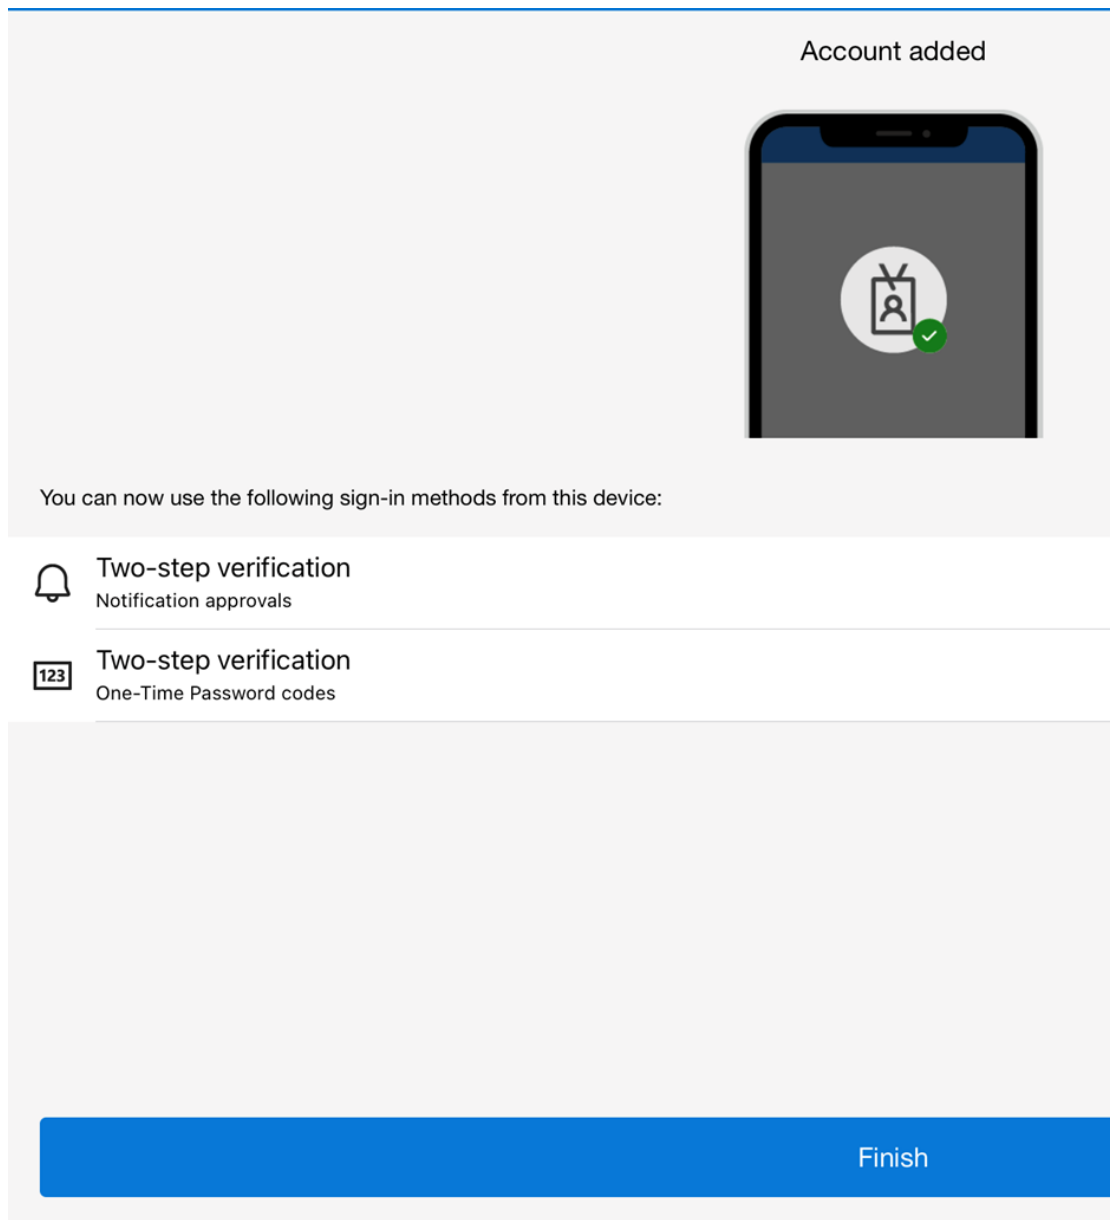 Account added
You can now use the following sign-in methods from this device:
Two-step verification
Notification approvals
123
Two-step verification
One-Time Password codes
Finish